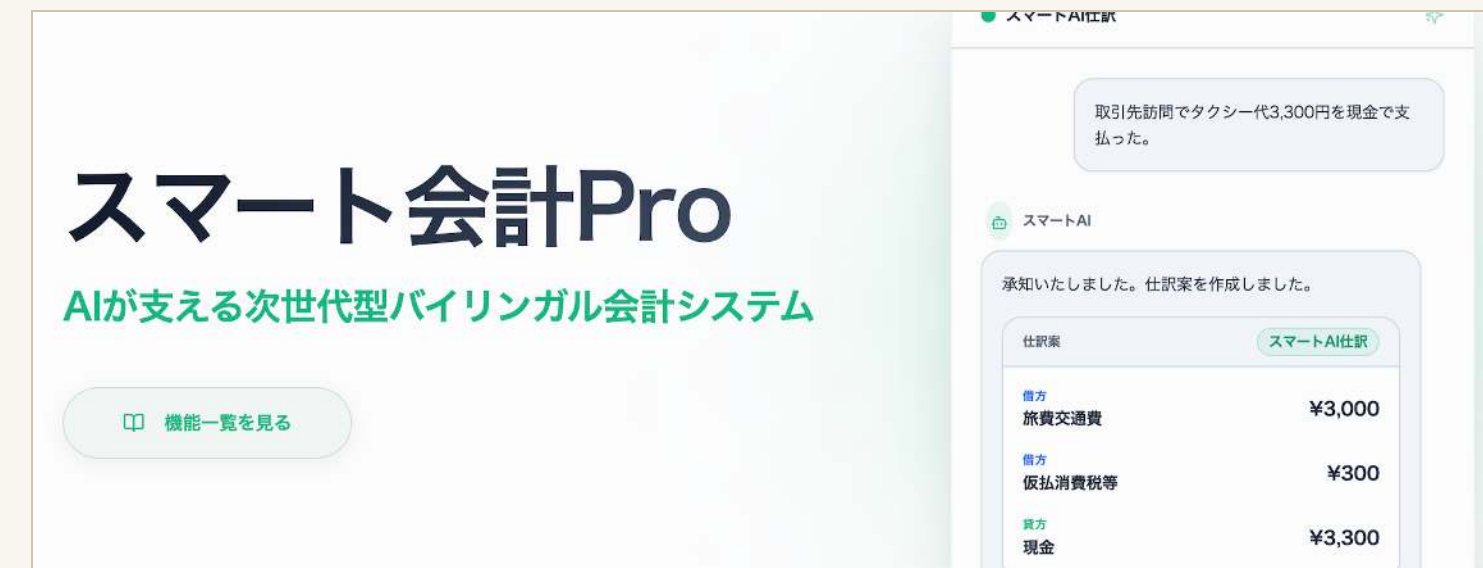 スマート会計Pro
AIが支える次世代型バイリンガル会計システム
機能一覧を見る
スマートAI仕訳
取引先訪問でタクシー代3,300円を現金で支
払った。
スマートAI
承知いたしました。仕訳案を作成しました。
仕訳案
スマートAI仕訳
借方
旅費交通費
¥3,000
借方
仮払消費税等
¥300
貸方
現金
¥3,300